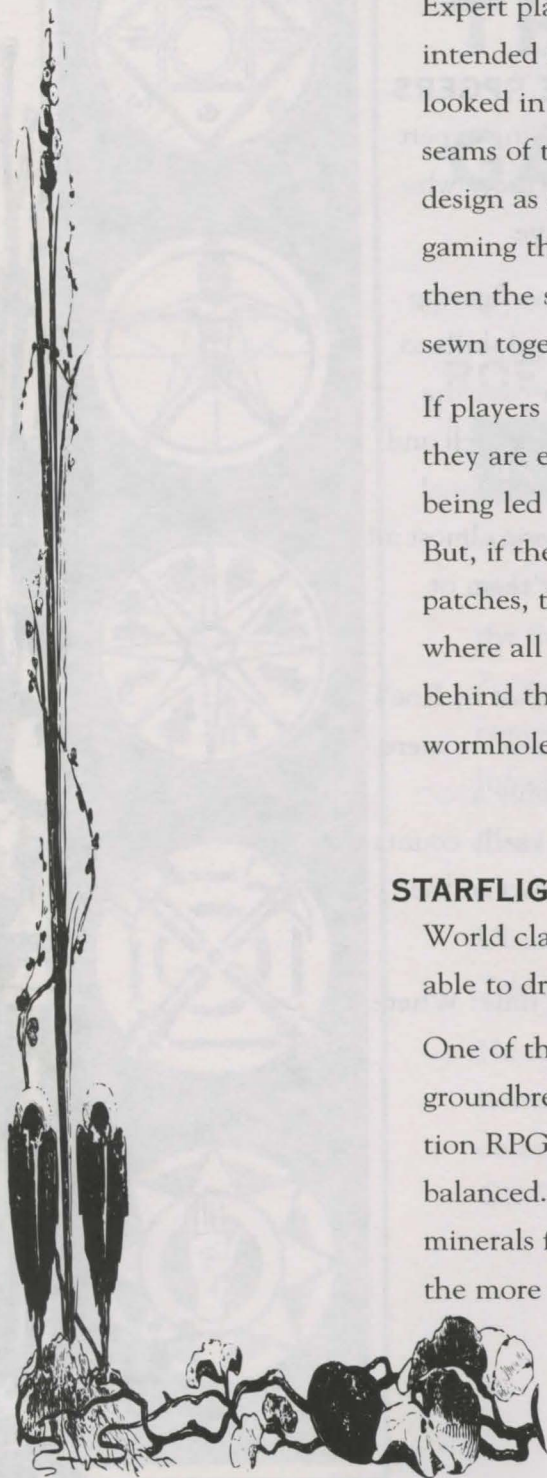 Expert pla
intended
looked in
seams of t
design as
gaming th
then the s
sewn toge
If players
they are e
being led
But, if the
patches, t
where all
behind th
wormhole
STARFLIG
World cla
able to dr
One of th
groundbre
tion RPG
balanced.
minerals f
the more